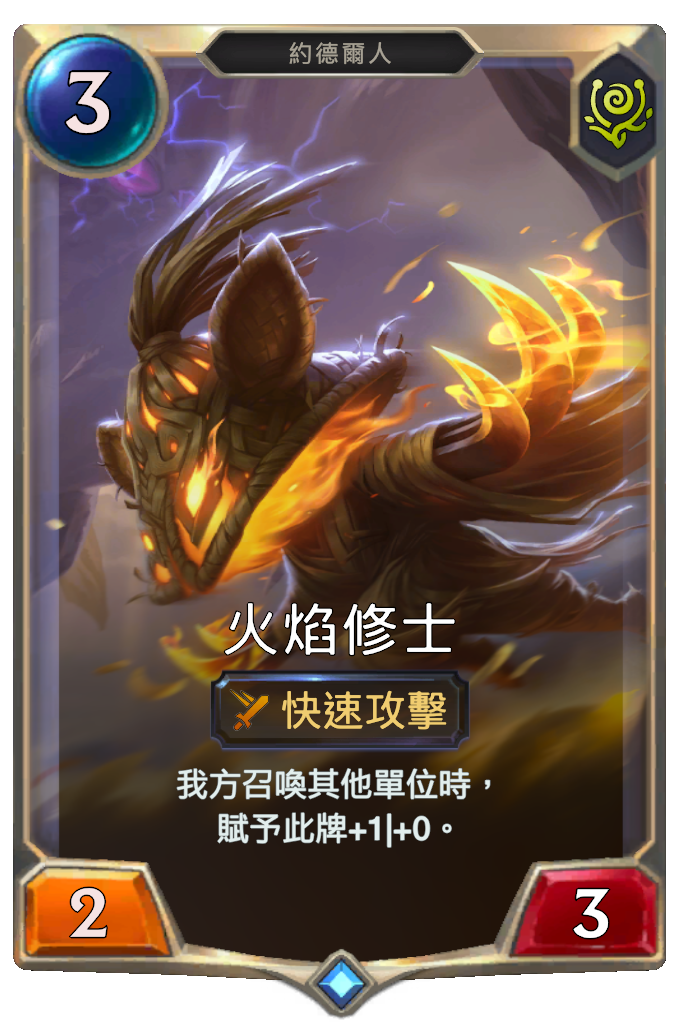 3
約德爾人
火焰修士
快速攻擊
我方召喚其他單位時，
賦予此牌+1|+0。
2
3